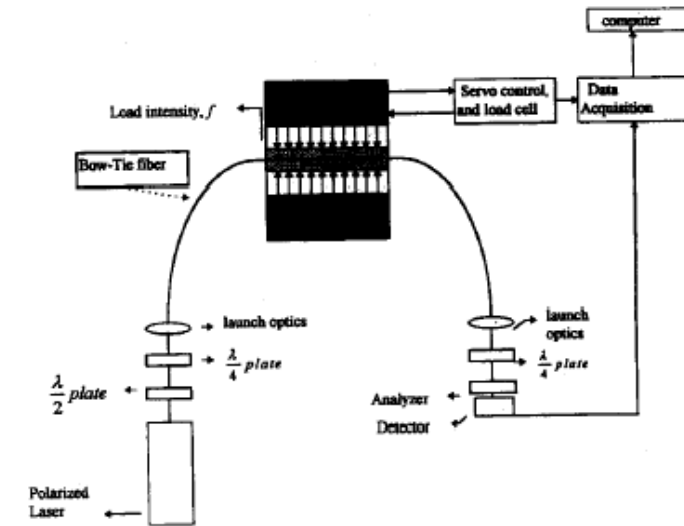 computer
Servo control,
and load cell
Data
Acquisition
Load intensity, f
Bow-Tie fiber
launch optics
λ/4 plate
λ/2 plate
Polarized
Laser
launch
optics
λ/4 plate
Analyzer
Detector